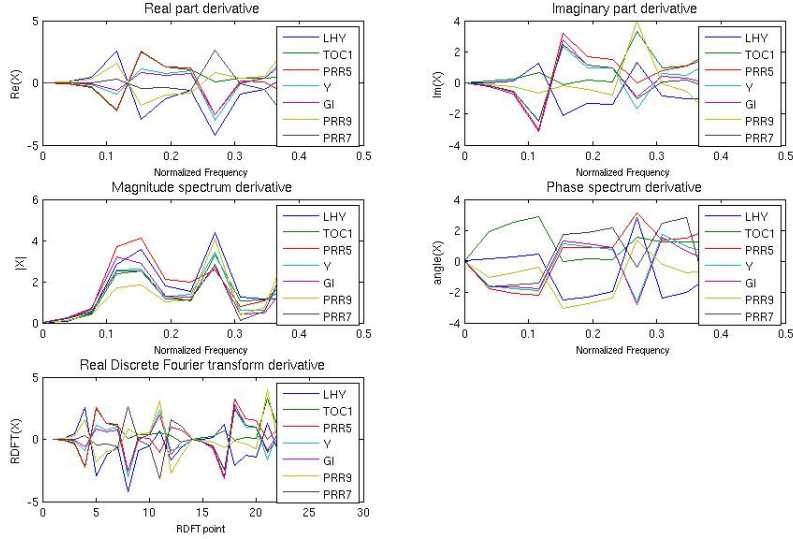 Real part derivative
5
0
-5
Re(X)
0 0.1 0.2 0.3 0.4 0.5
Normalized Frequency
LHY
TOC1
PRR5
Y
GI
PRR9
PRR7
Imaginary part derivative
4
2
0
-2
-4
Im(X)
0 0.1 0.2 0.3 0.4 0.5
Normalized Frequency
LHY
TOC1
PRR5
Y
GI
PRR9
PRR7
Magnitude spectrum derivative
6
4
2
0
|X|
0 0.1 0.2 0.3 0.4 0.5
Normalized Frequency
LHY
TOC1
PRR5
Y
GI
PRR9
PRR7
Phase spectrum derivative
4
2
0
-2
-4
angle(X)
0 0.1 0.2 0.3 0.4 0.5
Normalized Frequency
LHY
TOC1
PRR5
Y
GI
PRR9
PRR7
Real Discrete Fourier transform derivative
5
0
-5
RDFT(X)
0 5 10 15 20 25 30
RDFT point
LHY
TOC1
PRR5
Y
GI
PRR9
PRR7